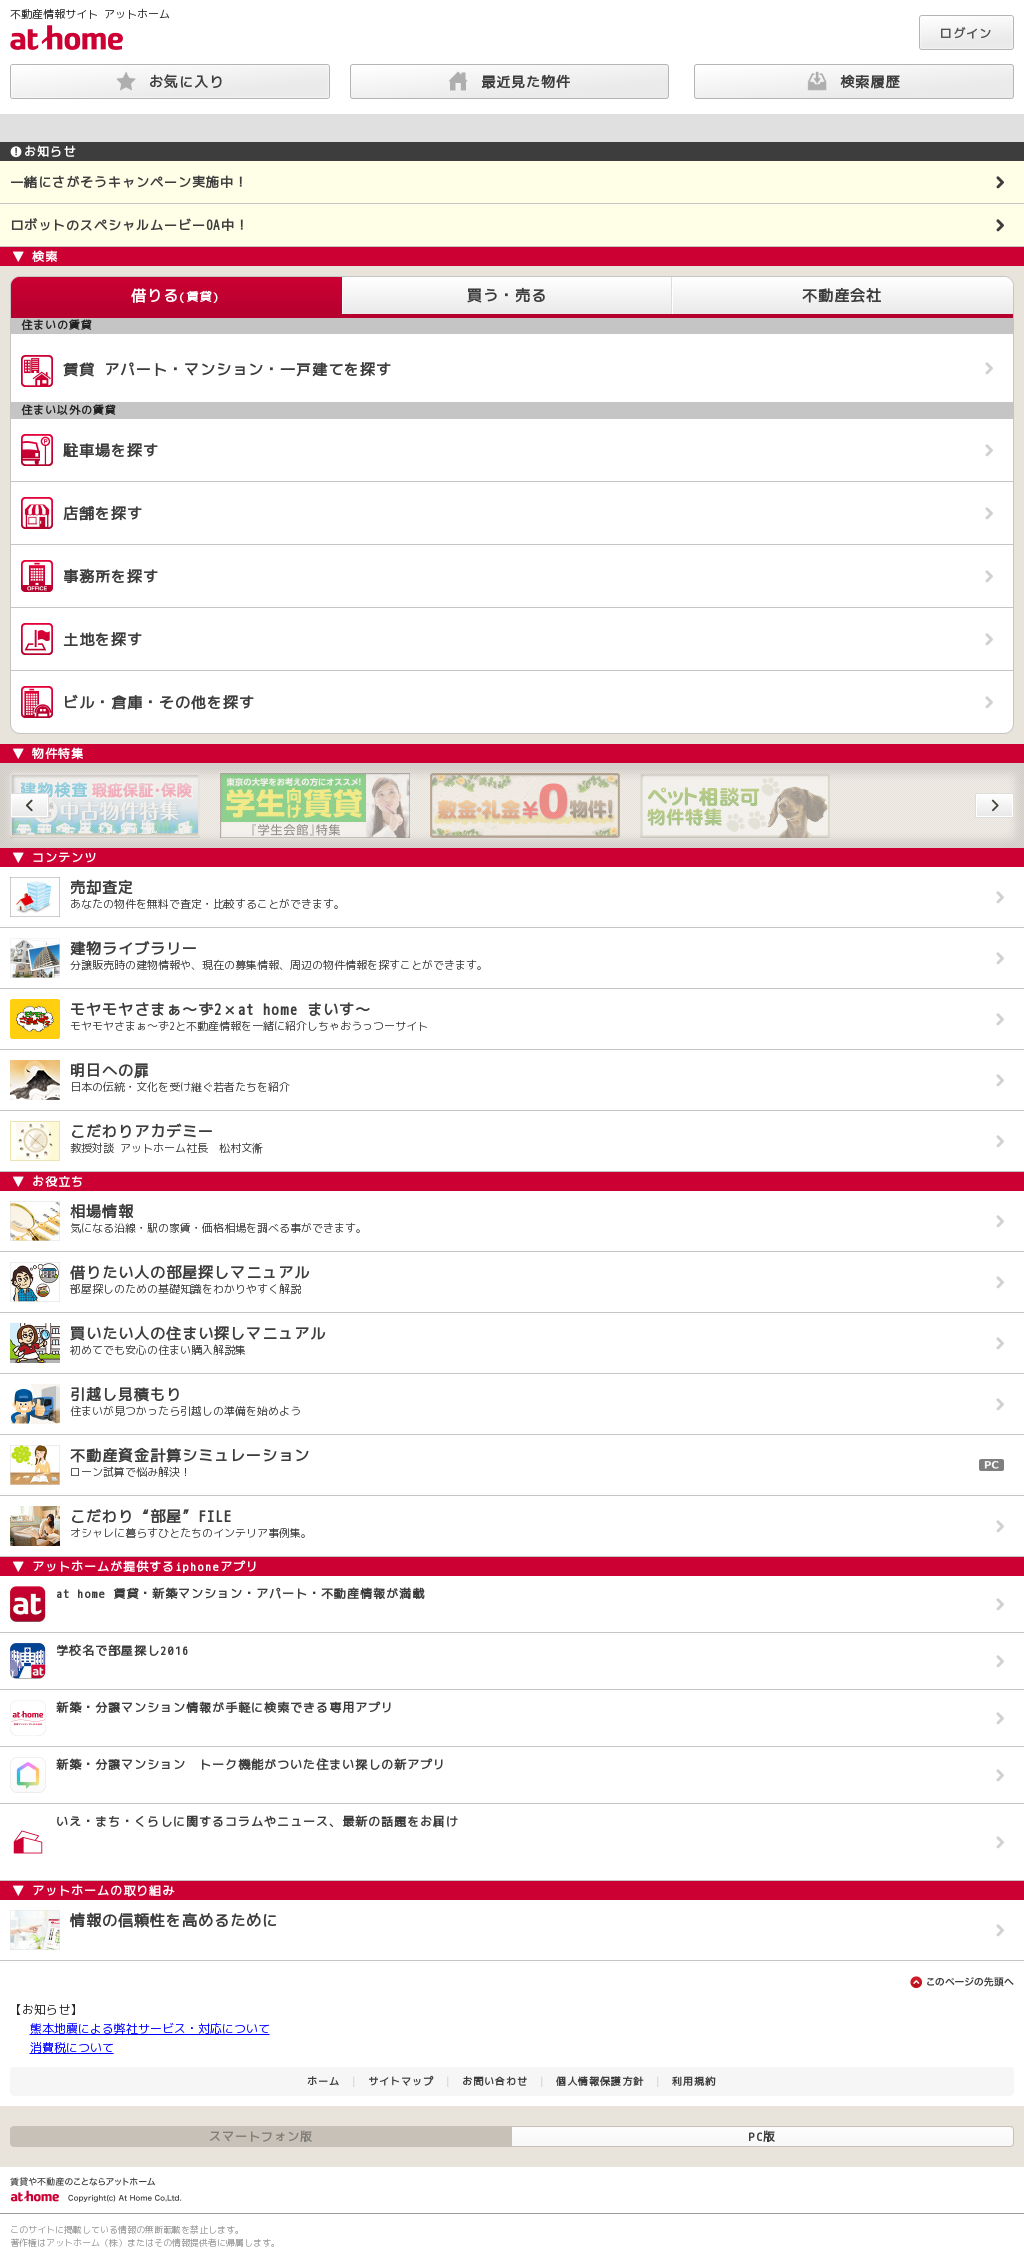 不動産情報サイト アットホーム
at home
ログイン
お気に入り
最近見た物件
検索履歴
お知らせ
一緒にさがそうキャンペーン実施中！
ロボットのスペシャルムービーOA中！
▼ 検索
借りる(賃貸)
買う・売る
不動産会社
住まいの賃貸
賃貸 アパート・マンション・一戸建てを探す
住まい以外の賃貸
駐車場を探す
店舗を探す
OFFICE
事務所を探す
土地を探す
ビル・倉庫・その他を探す
▼ 物件特集
建物検査 瑕疵保証・保険
中古物件特集
東京の大学をお考えの方にオススメ!
学生向け賃貸
『学生会館』特集
敷金・礼金¥0物件!
ペット相談可
物件特集
▼ コンテンツ
売却査定
あなたの物件を無料で査定・比較することができます。
建物ライブラリー
分譲販売時の建物情報や、現在の募集情報、周辺の物件情報を探すことができます。
モヤモヤさまぁ～ず2×at home まいす～
モヤモヤさまぁ～ず2と不動産情報を一緒に紹介しちゃおうっつーサイト
明日への扉
日本の伝統・文化を受け継ぐ若者たちを紹介
こだわりアカデミー
教授対談 アットホーム社長　松村文衞
▼ お役立ち
相場情報
気になる沿線・駅の家賃・価格相場を調べる事ができます。
借りたい人の部屋探しマニュアル
部屋探しのための基礎知識をわかりやすく解説
買いたい人の住まい探しマニュアル
初めてでも安心の住まい購入解説集
引越し見積もり
住まいが見つかったら引越しの準備を始めよう
不動産資金計算シミュレーション
ローン試算で悩み解決！
PC
こだわり“部屋”FILE
オシャレに暮らすひとたちのインテリア事例集。
▼ アットホームが提供するiphoneアプリ
at
at home 賃貸・新築マンション・アパート・不動産情報が満載
at
学校名で部屋探し2016
at home
新築・分譲マンション情報が手軽に検索できる専用アプリ
新築・分譲マンション　トーク機能がついた住まい探しの新アプリ
いえ・まち・くらしに関するコラムやニュース、最新の話題をお届け
▼ アットホームの取り組み
情報の信頼性を高めるために
このページの先頭へ
【お知らせ】
熊本地震による弊社サービス・対応について
消費税について
ホーム ｜ サイトマップ ｜ お問い合わせ ｜ 個人情報保護方針 ｜ 利用規約
スマートフォン版
PC版
賃貸や不動産のことならアットホーム
at home Copyright(c) At Home Co,Ltd.
このサイトに掲載している情報の無断転載を禁止します。
著作権はアットホーム（株）またはその情報提供者に帰属します。